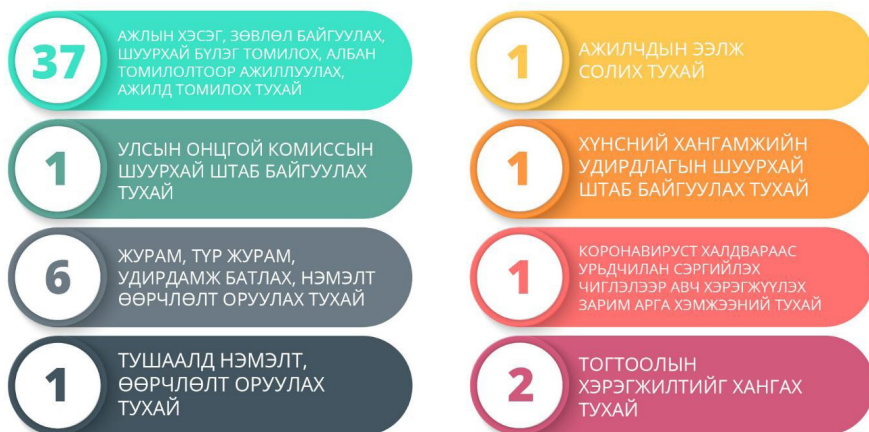 37
АЖЛЫН ХЭСЭГ, ЗӨВЛӨЛ БАЙГУУЛАХ,
ШУУРХАЙ БҮЛЭГ ТОМИЛОХ, АЛБАН
ТОМИЛОЛТООР АЖИЛЛУУЛАХ,
АЖИЛД ТОМИЛОХ ТУХАЙ
1
УЛСЫН ОНЦГОЙ КОМИССЫН
ШУУРХАЙ ШТАБ БАЙГУУЛАХ
ТУХАЙ
6
ЖУРАМ, ТҮР ЖУРАМ,
УДИРДАМЖ БАТЛАХ, НЭМЭЛТ
ӨӨРЧЛӨЛТ ОРУУЛАХ ТУХАЙ
1
ТУШААЛД НЭМЭЛТ,
ӨӨРЧЛӨЛТ ОРУУЛАХ
ТУХАЙ
1
АЖИЛЧДЫН ЭЭЛЖ
СОЛИХ ТУХАЙ
1
ХҮНСНИЙ ХАНГАМЖИЙН
УДИРДЛАГЫН ШУУРХАЙ
ШТАБ БАЙГУУЛАХ ТУХАЙ
1
КОРОНАВИРУСТ ХАЛДВАРААС
УРЬДЧИЛАН СЭРГИЙЛЭХ
ЧИГЛЭЛЭЭР АВЧ ХЭРЭГЖҮҮЛЭХ
ЗАРИМ АРГА ХЭМЖЭЭНИЙ ТУХАЙ
2
ТОГТООЛЫН
ХЭРЭГЖИЛТИЙГ ХАНГАХ
ТУХАЙ